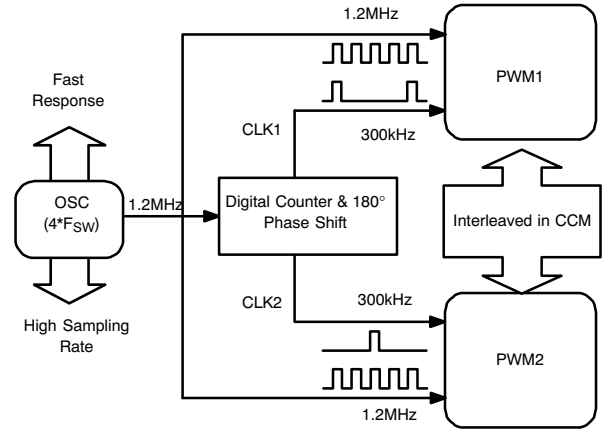 1.2MHz
PWM1
Fast
Response
CLK1
300kHz
OSC
(4*FSW)
1.2MHz
Digital Counter & 180°
Phase Shift
Interleaved in CCM
CLK2
300kHz
High Sampling
Rate
PWM2
1.2MHz